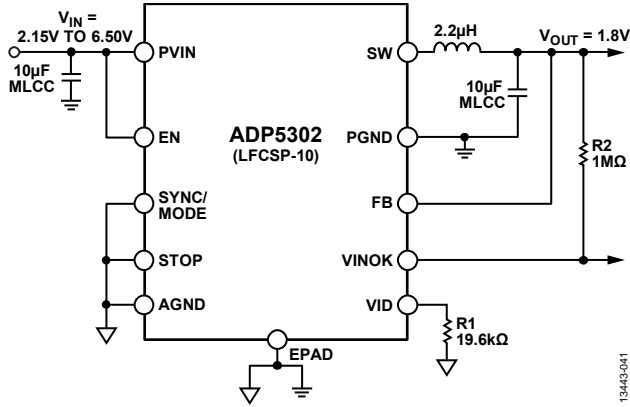 VIN =
2.15V TO 6.50V
10µF
MLCC
PVIN
EN
SYNC/
MODE
STOP
AGND
ADP5302
(LFCSP-10)
EPAD
SW
PGND
FB
VINOK
VID
2.2µH
10µF
MLCC
VOUT = 1.8V
R2
1MΩ
R1
19.6kΩ
13443-041